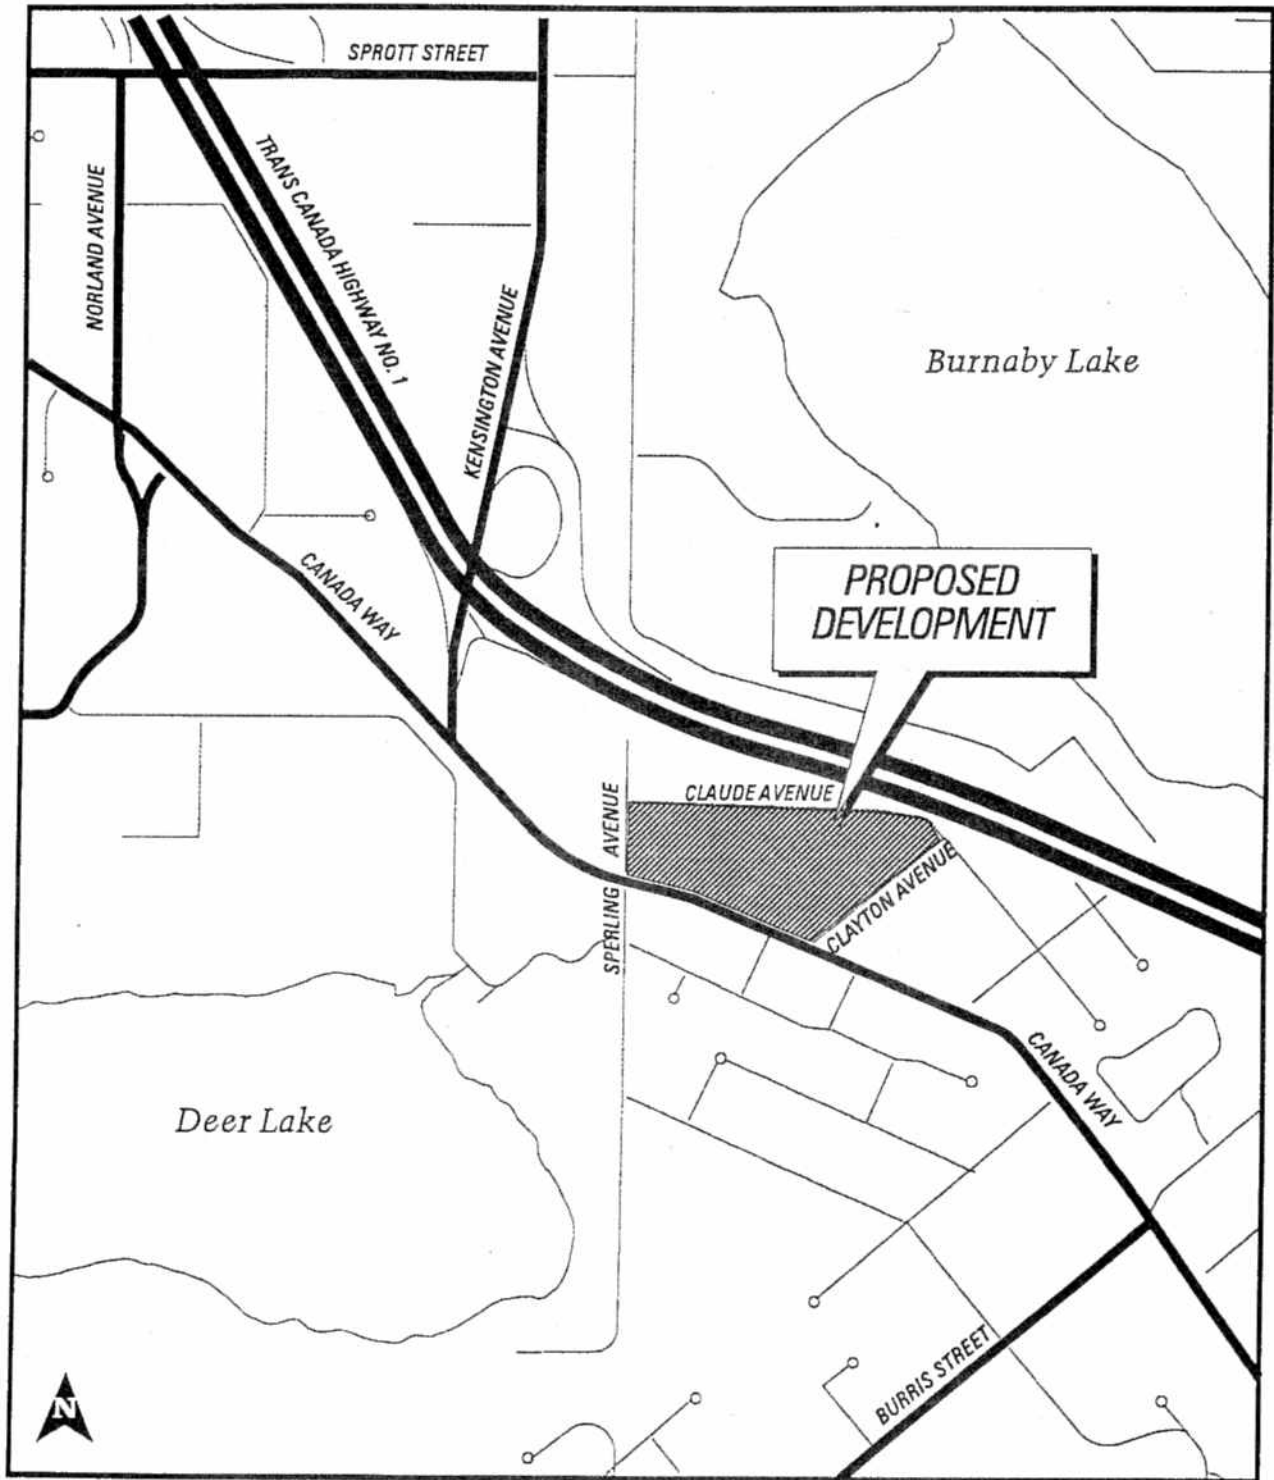 SPROTT STREET
TRANS CANADA HIGHWAY NO. 1
NORLAND AVENUE
KENSINGTON AVENUE
Burnaby Lake
CANADA WAY
PROPOSED
DEVELOPMENT
CLAUDE AVENUE
SPERLING AVENUE
CLAYTON AVENUE
CANADA WAY
Deer Lake
BURRIS STREET
N